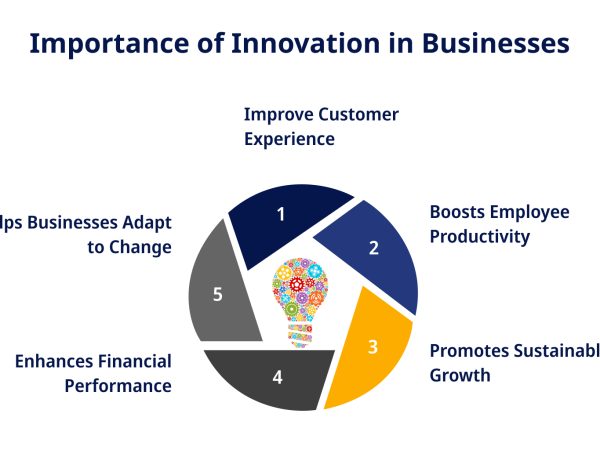 Importance of Innovation in Businesses
Improve Customer
Experience
1
Boosts Employee
Productivity
2
Promotes Sustainabl
Growth
3
Enhances Financial
Performance
4
lps Businesses Adapt
to Change
5